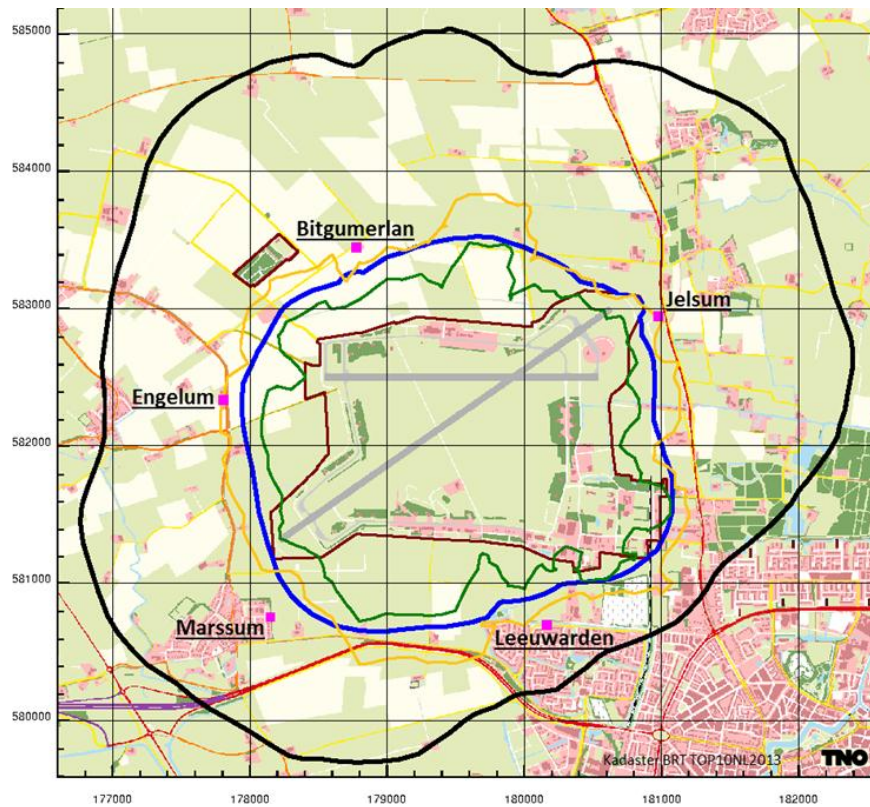 585000
584000
Bitgumerlan
583000
Jelsum
Engelum
582000
581000
Marssum
Leeuwarden
580000
Kadaster BRT TOP10NL2013
TNO
177000
178000
179000
180000
181000
182000